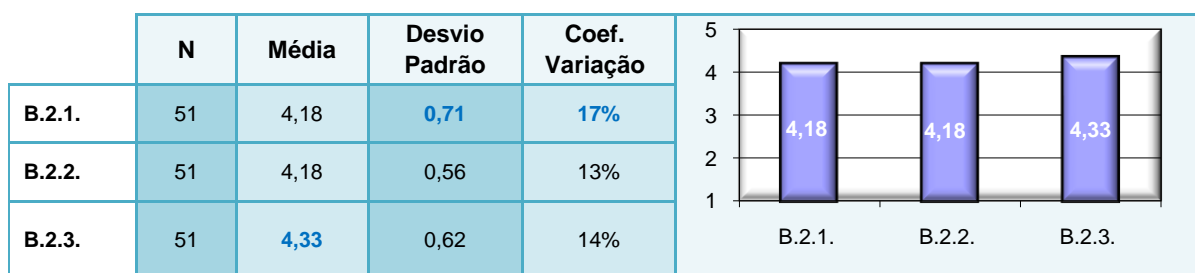 N Média Desvio Padrão Coef. Variação
B.2.1. 51 4,18 0,71 17%
B.2.2. 51 4,18 0,56 13%
B.2.3. 51 4,33 0,62 14%
5
4
3
2
1
4,18 4,18 4,33
B.2.1. B.2.2. B.2.3.